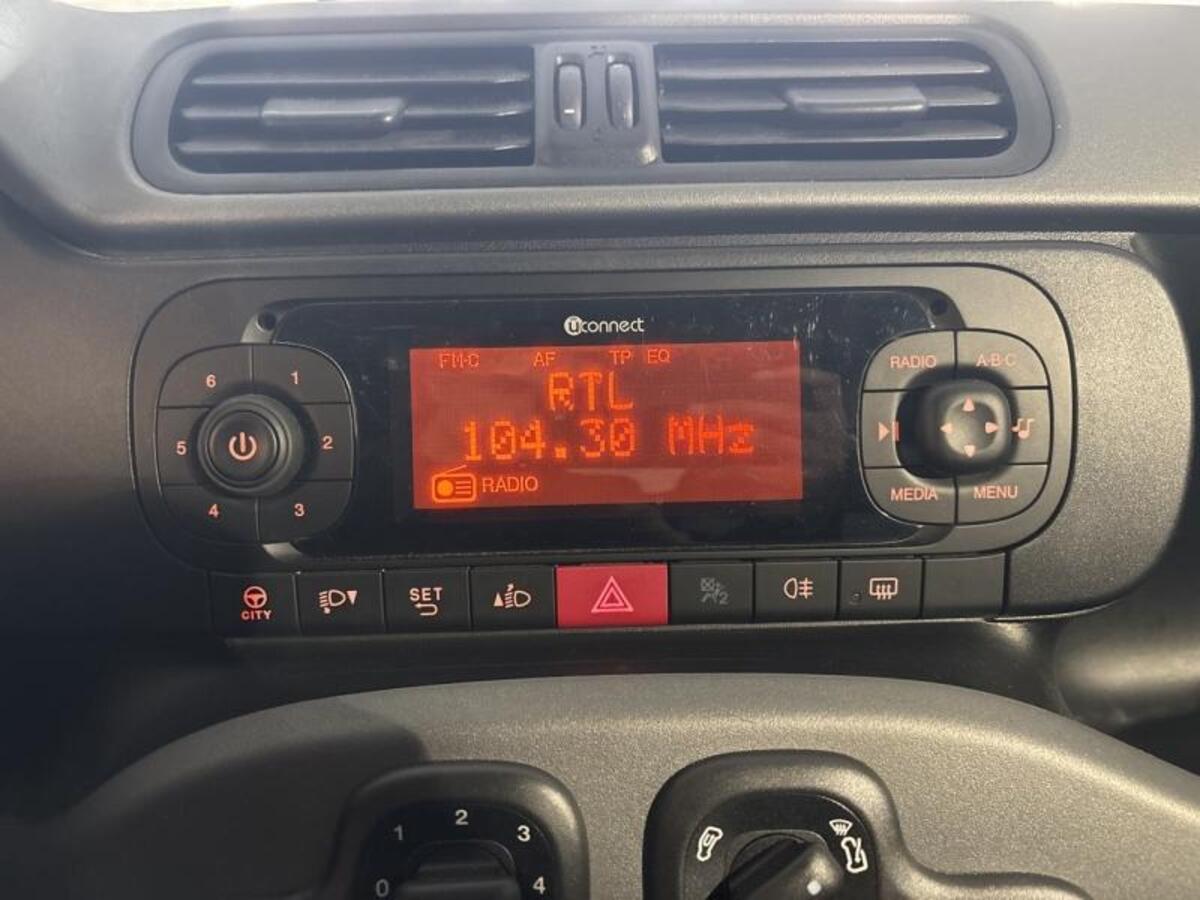 uconnect
FM-C AF TP EQ
RTL
104.30 MHz
RADIO
6 1
5 2
4 3
RADIO A·B·C
MEDIA MENU
CITY
SET
2
1 2 3
0 4